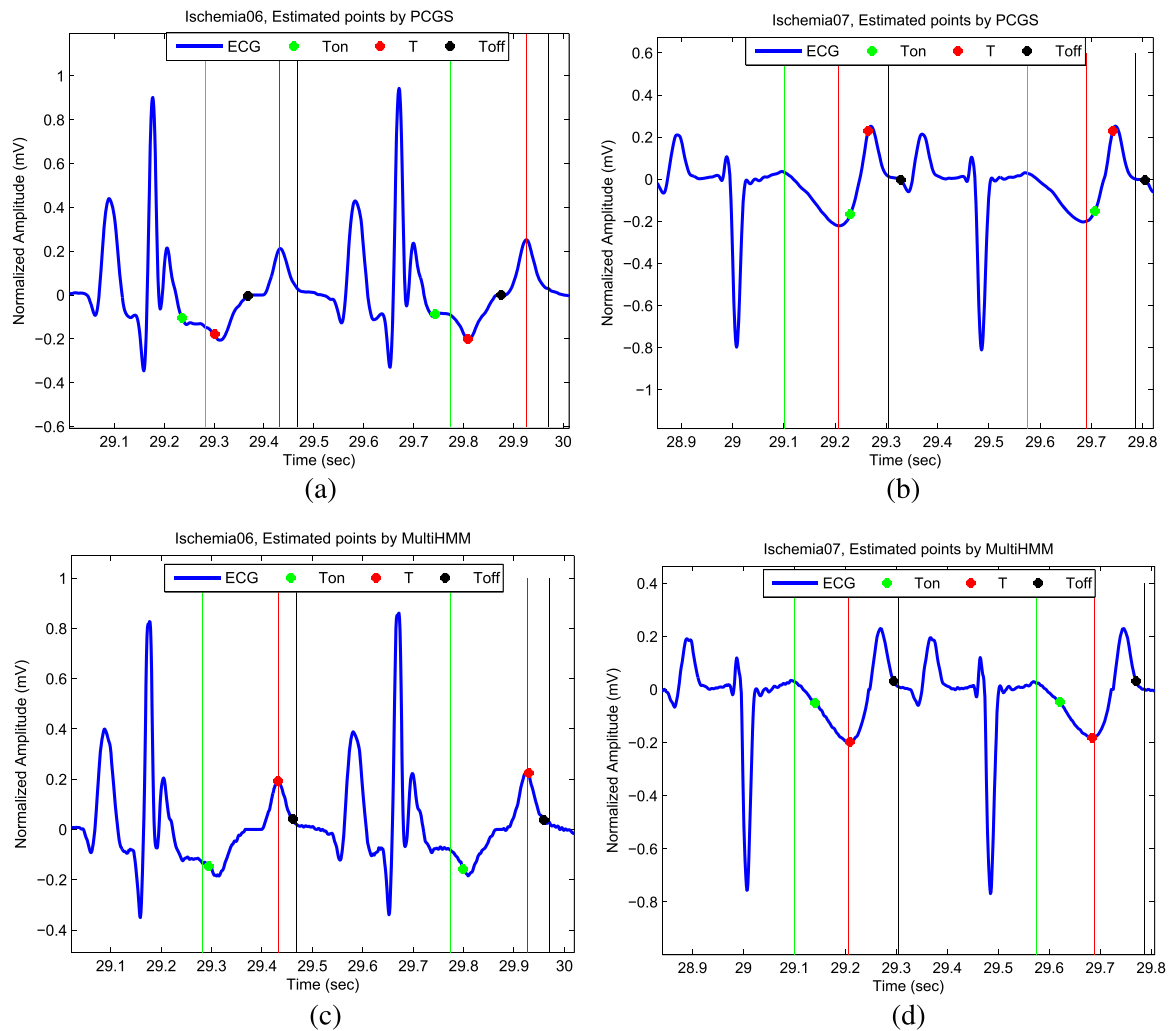 Ischemia06, Estimated points by PCGS
ECG Ton T Toff
Normalized Amplitude (mV)
1
0.8
0.6
0.4
0.2
0
−0.2
−0.4
−0.6
29.1 29.2 29.3 29.4 29.5 29.6 29.7 29.8 29.9 30
Time (sec)
(a)
Ischemia07, Estimated points by PCGS
ECG Ton T Toff
Normalized Amplitude (mV)
0.6
0.4
0.2
0
−0.2
−0.4
−0.6
−0.8
−1
28.9 29 29.1 29.2 29.3 29.4 29.5 29.6 29.7 29.8
Time (sec)
(b)
Ischemia06, Estimated points by MultiHMM
ECG Ton T Toff
Normalized Amplitude (mV)
1
0.8
0.6
0.4
0.2
0
−0.2
−0.4
29.1 29.2 29.3 29.4 29.5 29.6 29.7 29.8 29.9 30
Time (sec)
(c)
Ischemia07, Estimated points by MultiHMM
ECG Ton T Toff
Normalized Amplitude (mV)
0.4
0.2
0
−0.2
−0.4
−0.6
−0.8
28.9 29 29.1 29.2 29.3 29.4 29.5 29.6 29.7 29.8
Time (sec)
(d)